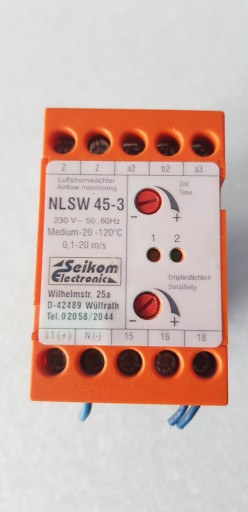 Z Z a2 b2 a3
Luftstromwächter
Airflow monitoring
Zeit
Time
NLSW 45-3
230 V~ 50..60Hz
Medium-20 -120°C
0,1-20 m/s
- +
1 2
Seikom
Electronic
Empfindlichkeit
Sensitivity
Wilhelmstr. 25a
D-42489 Wülfrath
Tel. 02058/2044
- +
L1(+) N(-) 15 16 18